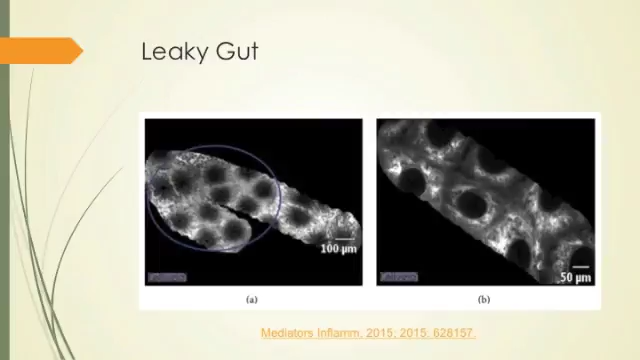 Leaky Gut
100 µm
50 µm
(a)
(b)
Mediators Inflamm, 2015; 2015: 628157.